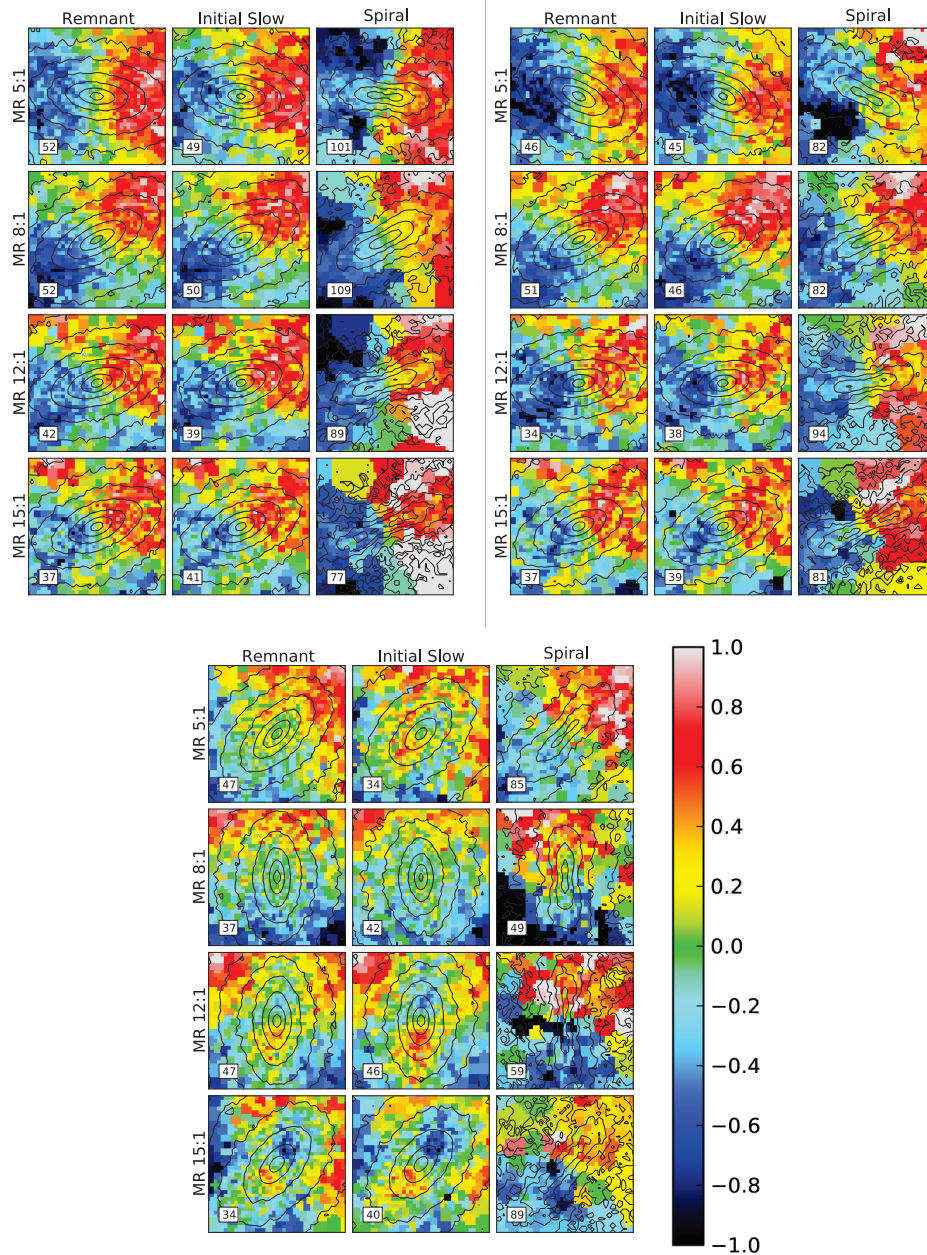 Remnant Initial Slow Spiral
MR 5:1
52 49 101
MR 8:1
52 50 109
MR 12:1
42 39 89
MR 15:1
37 41 77
Remnant Initial Slow Spiral
MR 5:1
46 45 82
MR 8:1
51 46 82
MR 12:1
34 38 94
MR 15:1
37 39 81
Remnant Initial Slow Spiral
MR 5:1
47 34 85
MR 8:1
37 42 49
MR 12:1
47 46 59
MR 15:1
34 40 89
1.0
0.8
0.6
0.4
0.2
0.0
−0.2
−0.4
−0.6
−0.8
−1.0